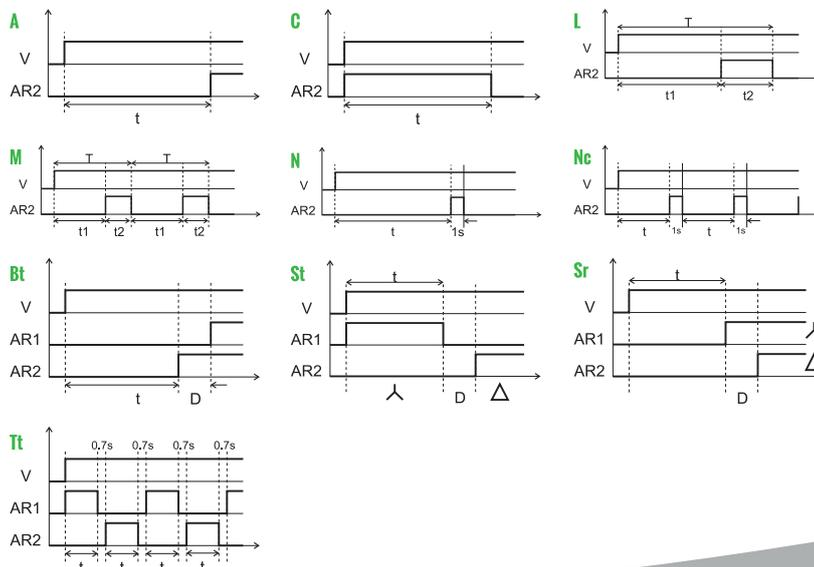 A
V
AR2
t
C
V
AR2
t
L
T
V
AR2
t1 t2
M
T T
V
AR2
t1 t2 t1 t2
N
V
AR2
t 1s
Nc
V
AR2
t 1s t 1s
Bt
V
AR1
AR2
t D
St
t
V
AR1
AR2
D Δ
Sr
t
V
AR1
AR2
D
Tt
0.7s 0.7s 0.7s 0.7s
V
AR1
AR2
t t t t